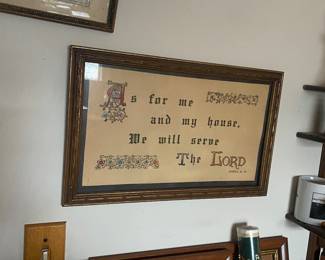 As for me
and my house,
We will serve
The LORD